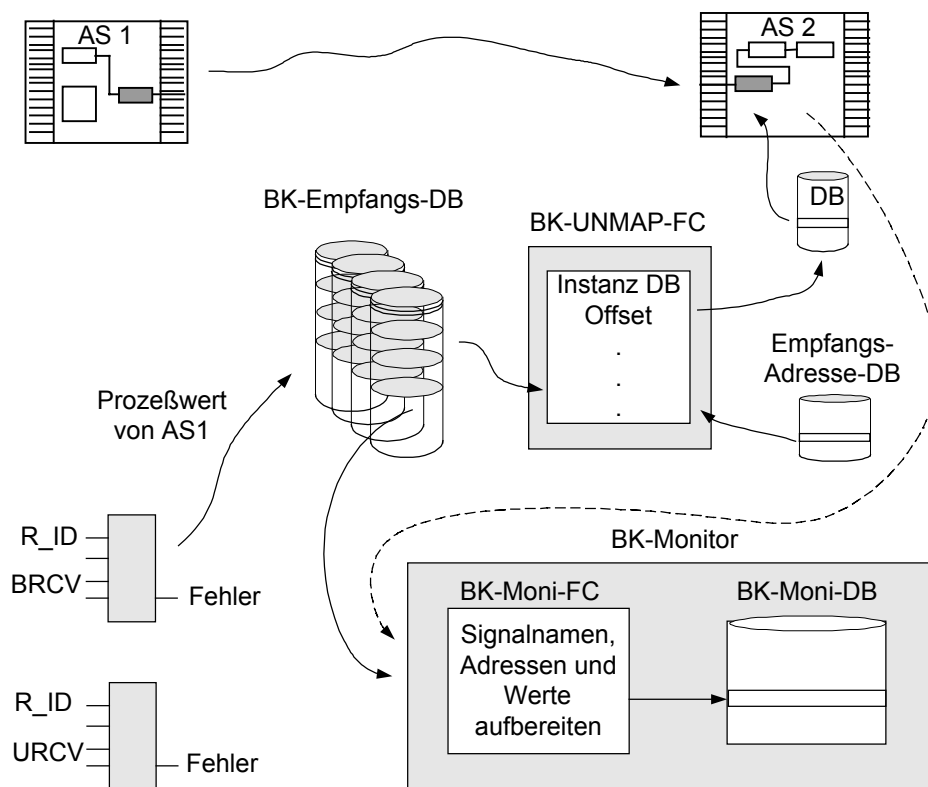 AS 1
AS 2
BK-Empfangs-DB
BK-UNMAP-FC
DB
Instanz DB
Offset
.
.
.
Empfangs-
Adresse-DB
Prozeßwert
von AS1
R_ID
BRCV
Fehler
BK-Monitor
BK-Moni-FC
BK-Moni-DB
Signalnamen,
Adressen und
Werte
aufbereiten
R_ID
URCV
Fehler